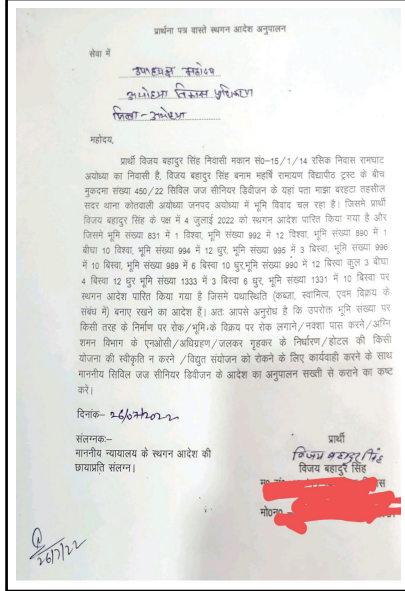 प्रार्थना पत्र वास्ते स्थगन आदेश अनुपालन
सेवा में
उपाध्यक्ष महोदय
अयोध्या विकास प्राधिकरण
जिला - अयोध्या
महोदय,
प्रार्थी विजय बहादुर सिंह निवासी मकान सं0-15/1/14 रसिक निवास रामघाट
अयोध्या का निवासी है, विजय बहादुर सिंह बनाम महर्षि रामायण विद्यापीठ ट्रस्ट के बीच
मुकदमा संख्या 450/22 सिविल जज सीनियर डिवीजन के यहां पता माझा बरहटा तहसील
सदर थाना कोतवाली अयोध्या जनपद अयोध्या में भूमि विवाद चल रहा है। जिसमे प्रार्थी
विजय बहादुर सिंह के पक्ष में 4 जुलाई 2022 को स्थगन आदेश पारित किया गया है और
जिसमे भूमि संख्या 831 में 1 विश्वा, भूमि संख्या 992 में 12 विश्वा, भूमि संख्या 890 में 1
बीघा 10 विश्वा, भूमि संख्या 994 में 12 धुर, भूमि संख्या 995 में 3 बिस्वा, भूमि संख्या 996
में 10 बिस्वा, भूमि संख्या 989 में 6 बिस्वा 10 धुर,भूमि संख्या 990 में 12 बिस्वा कुल 3 बीघा
4 बिस्वा 12 धुर भूमि संख्या 1333 में 3 बिस्वा 6 धुर, भूमि संख्या 1331 में 10 बिस्वा पर
स्थगन आदेश पारित किया गया है जिसमें यथास्थिति (कब्जा, स्वामित्व, एवम विक्रय के
संबंध में) बनाए रखने का आदेश हैं। अतः आपसे अनुरोध है कि उपरोक्त भूमि संख्या पर
किसी तरह के निर्माण पर रोक/भूमि के विक्रय पर रोक लगाने/नक्शा पास करने/अग्नि
शमन विभाग के एनओसी/अधिग्रहण/जलकर गृहकर के निर्धारण/होटल की किसी
योजना की स्वीकृति न करने /विद्युत संयोजन को रोकने के लिए कार्यवाही करने के साथ
माननीय सिविल जज सीनियर डिवीजन के आदेश का अनुपालन सख्ती से कराने का कष्ट
करें।
दिनांक- 26/07/2022
संलग्नकः-
माननीय न्यायालय के स्थगन आदेश की
छायाप्रति संलग्न।
प्रार्थी
विजय बहादुर सिंह
विजय बहादुर सिंह
मो0न0
26/7/22